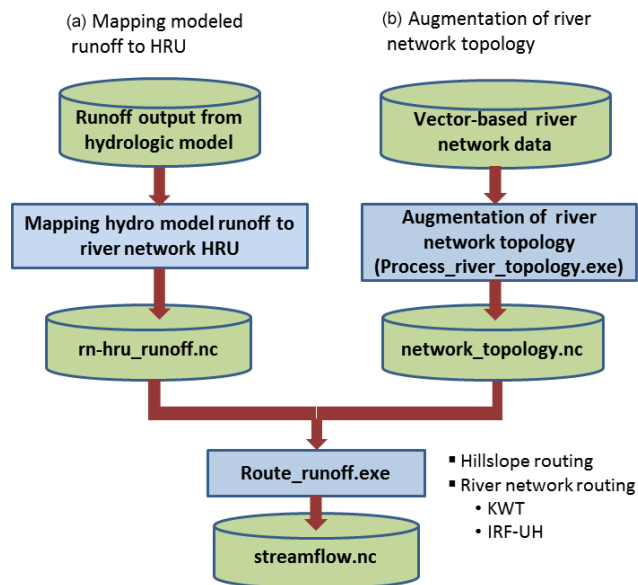 (a) Mapping modeled
runoff to HRU
(b) Augmentation of river
network topology
Runoff output from
hydrologic model
Vector-based river
network data
Mapping hydro model runoff to
river network HRU
Augmentation of river
network topology
(Process_river_topology.exe)
rn-hru_runoff.nc
network_topology.nc
Route_runoff.exe
▪ Hillslope routing
▪ River network routing
• KWT
• IRF-UH
streamflow.nc